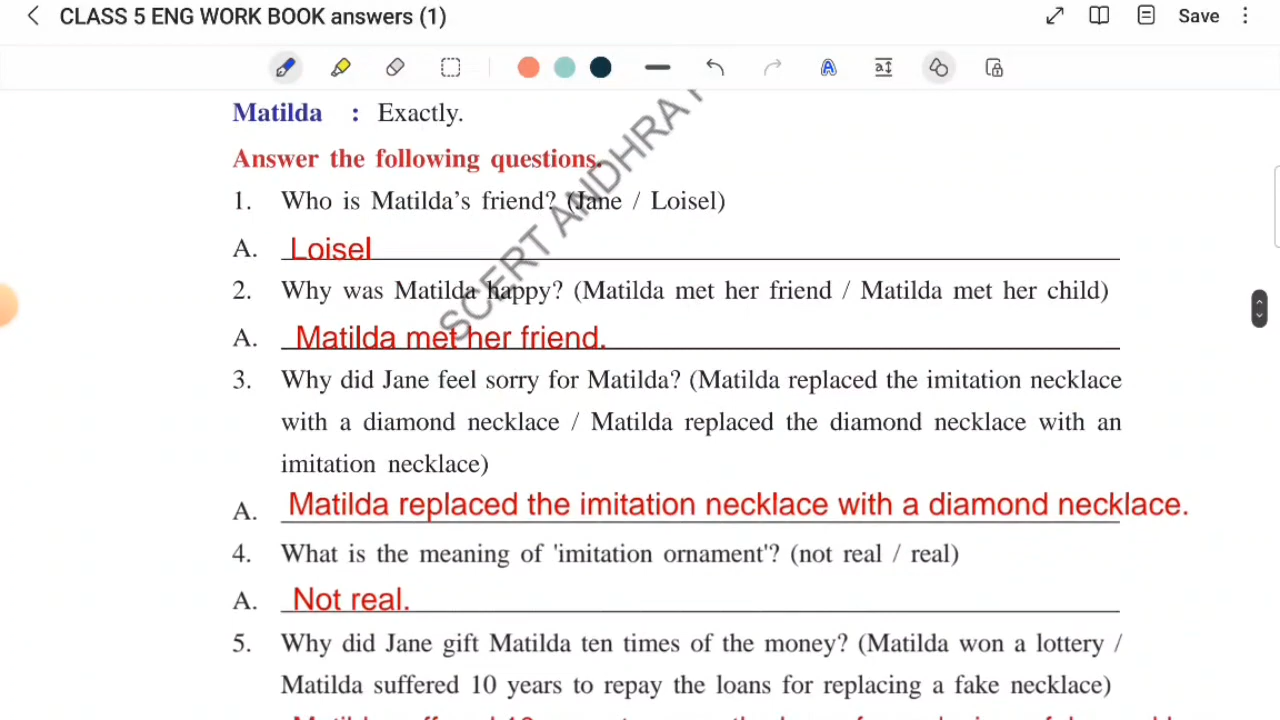 CLASS 5 ENG WORK BOOK answers (1)
Save
Matilda : Exactly.
Answer the following questions.
1. Who is Matilda's friend? (Jane / Loisel)
A. Loisel
2. Why was Matilda happy? (Matilda met her friend / Matilda met her child)
A. Matilda met her friend.
3. Why did Jane feel sorry for Matilda? (Matilda replaced the imitation necklace
with a diamond necklace / Matilda replaced the diamond necklace with an
imitation necklace)
A. Matilda replaced the imitation necklace with a diamond necklace.
4. What is the meaning of 'imitation ornament'? (not real / real)
A. Not real.
5. Why did Jane gift Matilda ten times of the money? (Matilda won a lottery /
Matilda suffered 10 years to repay the loans for replacing a fake necklace)
SCERT ANDHRA